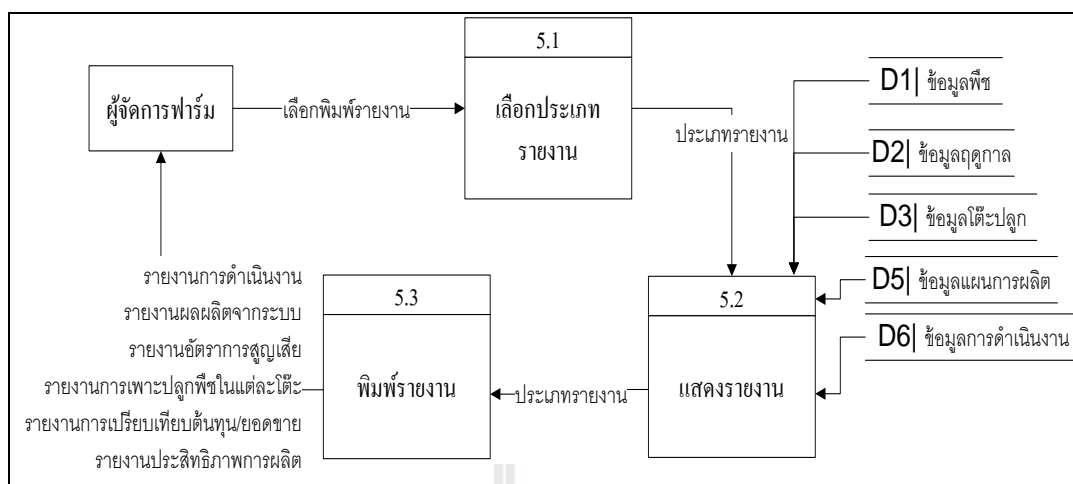 5.1
ผู้จัดการฟาร์ม
เลือกพิมพ์รายงาน
เลือกประเภท
รายงาน
ประเภทรายงาน
D1| ข้อมูลพืช
D2| ข้อมูลฤดูกาล
D3| ข้อมูลโต๊ะปลูก
D5| ข้อมูลแผนการผลิต
D6| ข้อมูลการดำเนินงาน
5.2
แสดงรายงาน
ประเภทรายงาน
5.3
พิมพ์รายงาน
รายงานการดำเนินงาน
รายงานผลผลิตจากระบบ
รายงานอัตราการสูญเสีย
รายงานการเพาะปลูกพืชในแต่ละโต๊ะ
รายงานการเปรียบเทียบต้นทุน/ยอดขาย
รายงานประสิทธิภาพการผลิต